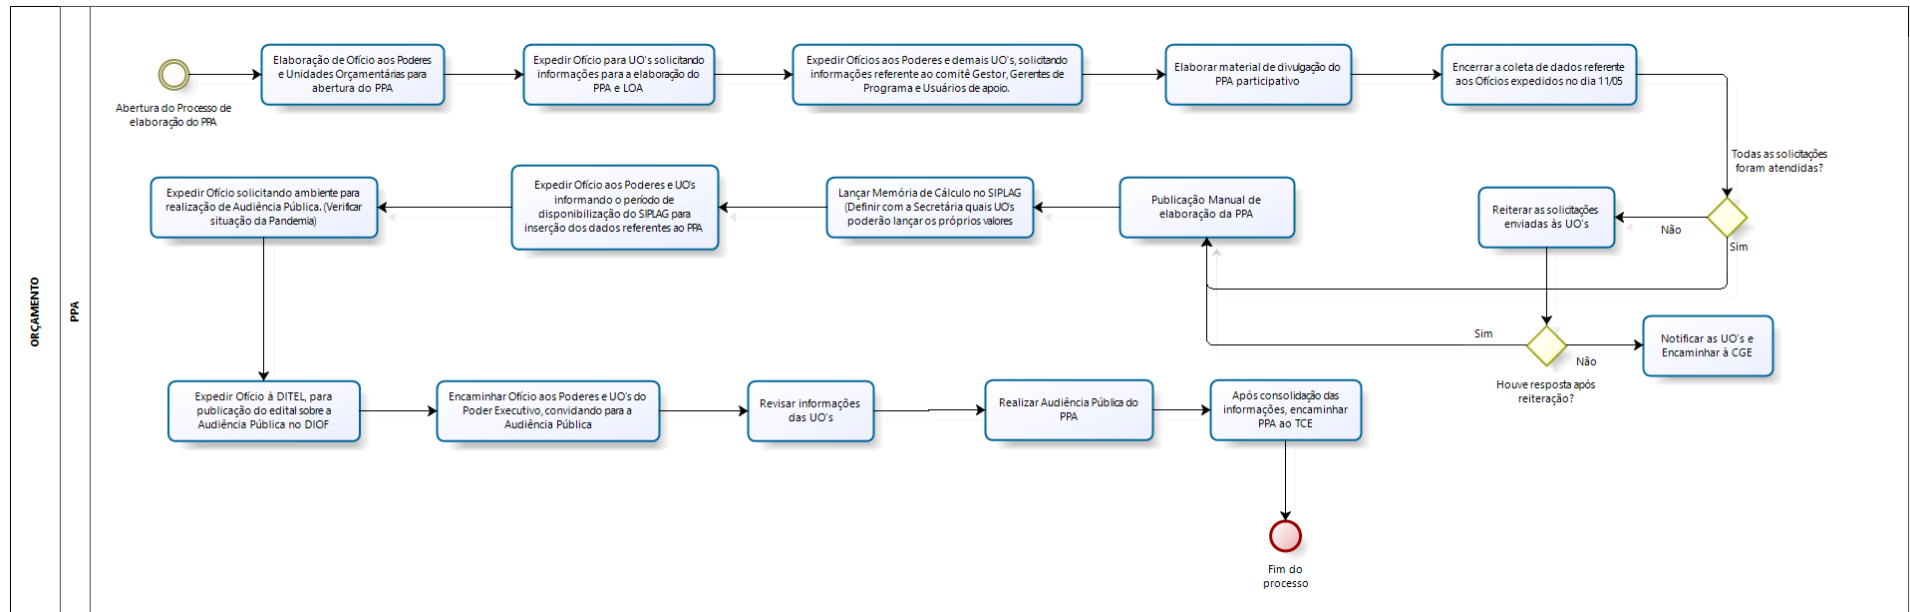 ORÇAMENTO
PPA
Abertura do Processo de
elaboração do PPA
Elaboração de Ofício aos Poderes
e Unidades Orçamentárias para
abertura do PPA
Expedir Ofício para UO's solicitando
informações para a elaboração do
PPA e LOA
Expedir Ofícios aos Poderes e demais UO's, solicitando
informações referente ao comitê Gestor, Gerentes de
Programa e Usuários de apoio.
Elaborar material de divulgação do
PPA participativo
Encerrar a coleta de dados referente
aos Ofícios expedidos no dia 11/05
Todas as solicitações
foram atendidas?
Não
Sim
Reiterar as solicitações
enviadas às UO's
Houve resposta após
reiteração?
Sim
Não
Notificar as UO's e
Encaminhar à CGE
Publicação Manual de
elaboração da PPA
Lançar Memória de Cálculo no SIPLAG
(Definir com a Secretária quais UO's
poderão lançar os próprios valores
Expedir Ofício aos Poderes e UO's
informando o período de
disponibilização do SIPLAG para
inserção dos dados referentes ao PPA
Expedir Ofício solicitando ambiente para
realização de Audiência Pública. (Verificar
situação da Pandemia)
Expedir Ofício à DITEL, para
publicação do edital sobre a
Audiência Pública no DIOF
Encaminhar Ofício aos Poderes e UO's do
Poder Executivo, convidando para a
Audiência Pública
Revisar informações
das UO's
Realizar Audiência Pública do
PPA
Após consolidação das
informações, encaminhar
PPA ao TCE
Fim do
processo